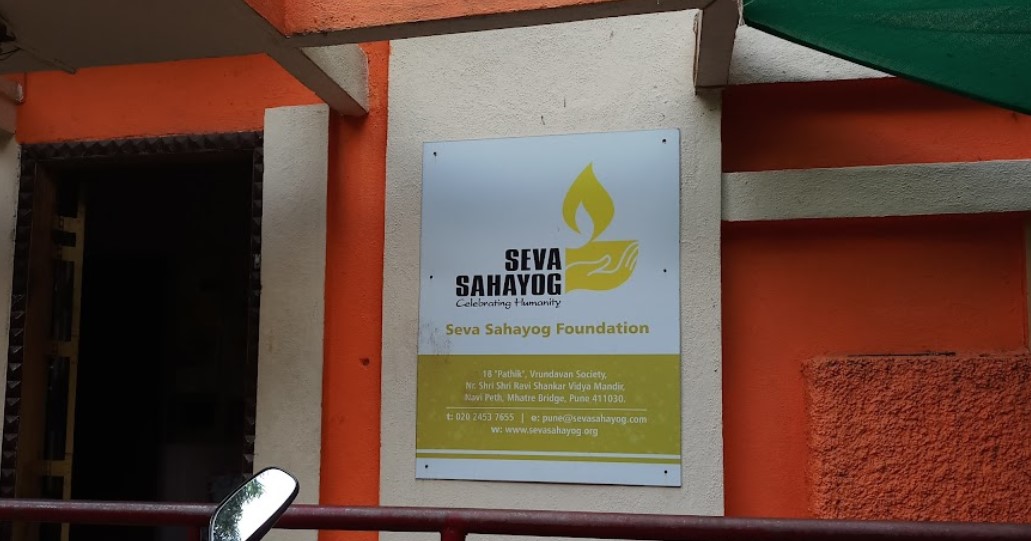 SEVA
SAHAYOG
Celebrating Humanity
Seva Sahayog Foundation
18 "Pathik", Vrundavan Society,
Nr. Shri Shri Ravi Shankar Vidya Mandir,
Navi Peth, Mhatre Bridge, Pune 411030.
t: 020 2453 7655 | e: pune@sevasahayog.com
w: www.sevasahayog.org